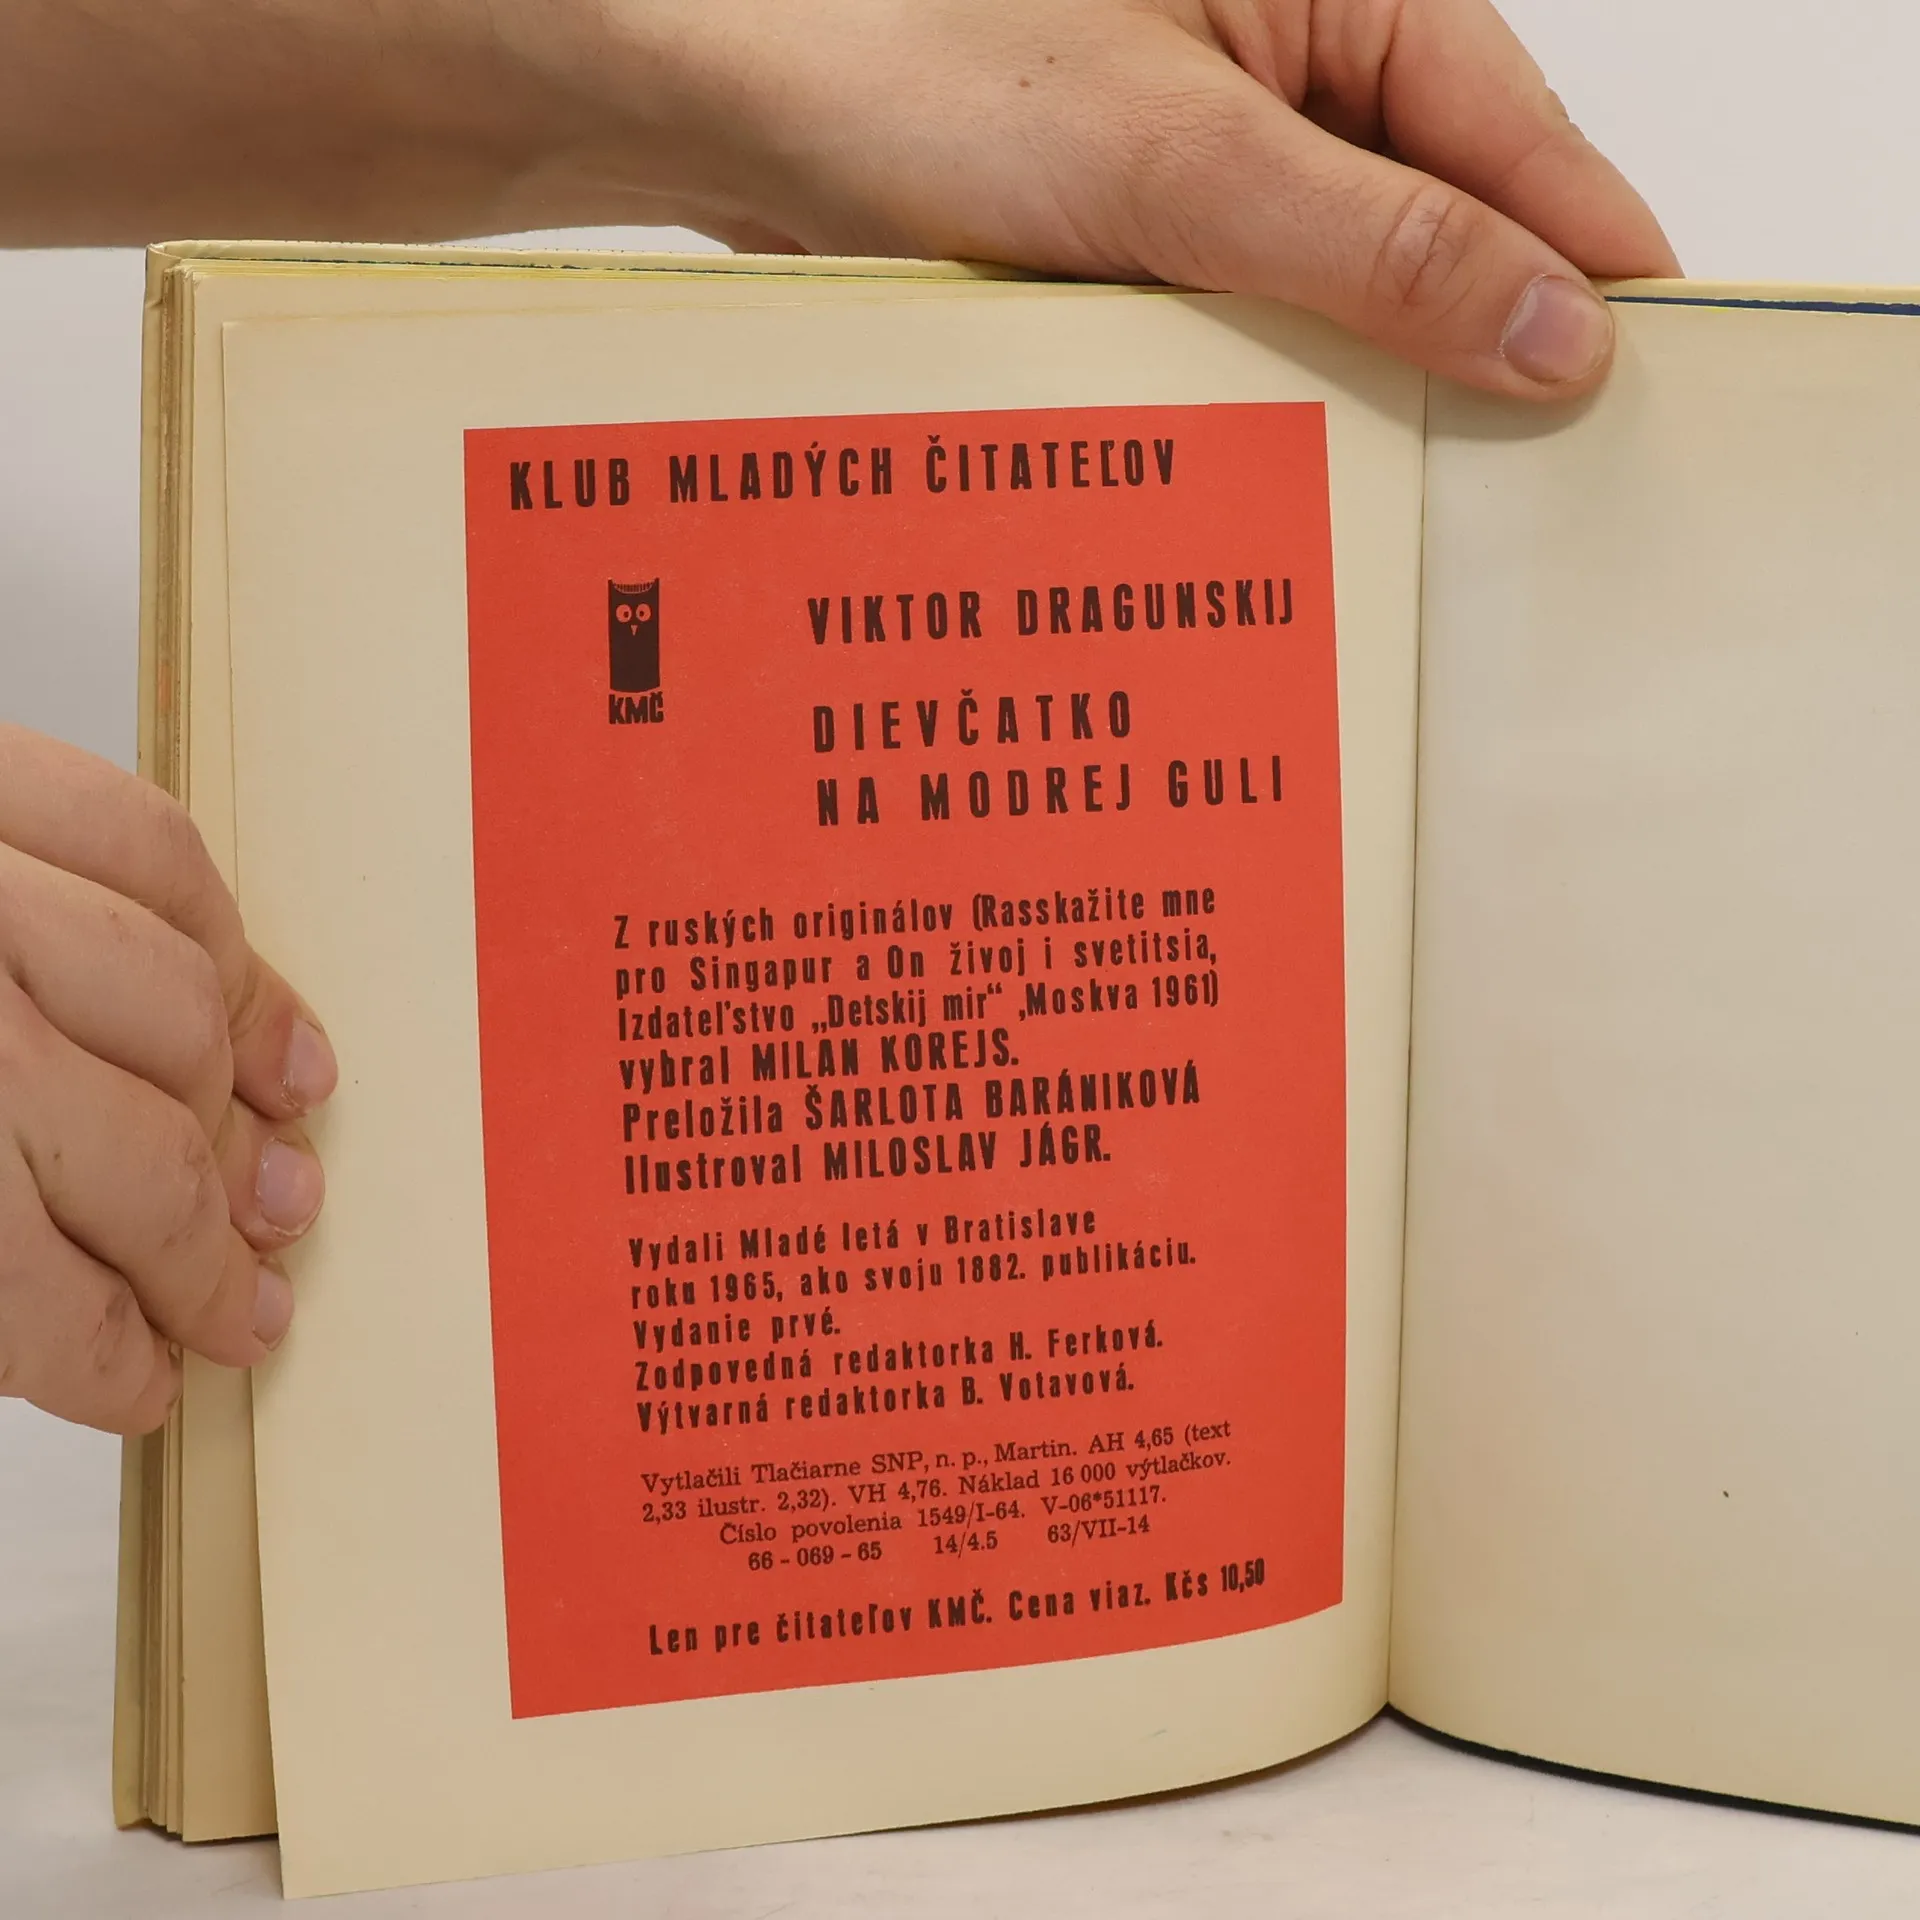 KLUB MLADÝCH ČITATEĽOV
KMČ
VIKTOR DRAGUNSKIJ
DIEVČATKO
NA MODREJ GULI
Z ruských originálov (Rasskažite mne
pro Singapur a On živoj i svetitsia,
Izdateľstvo „Detskij mir“ ,Moskva 1961)
vybral MILAN KOREJS.
Preložila ŠARLOTA BARÁNIKOVÁ
Ilustroval MILOSLAV JÁGR.
Vydali Mladé letá v Bratislave
roku 1965, ako svoju 1882. publikáciu.
Vydanie prvé.
Zodpovedná redaktorka H. Ferková.
Výtvarná redaktorka B. Votavová.
Vytlačili Tlačiarne SNP, n. p., Martin. AH 4,65 (text
2,33 ilustr. 2,32). VH 4,76. Náklad 16 000 výtlačkov.
Číslo povolenia 1549/I-64. V-06*51117.
66 - 069 - 65 14/4.5 63/VII-14
Len pre čitateľov KMČ. Cena viaz. Kčs 10,50